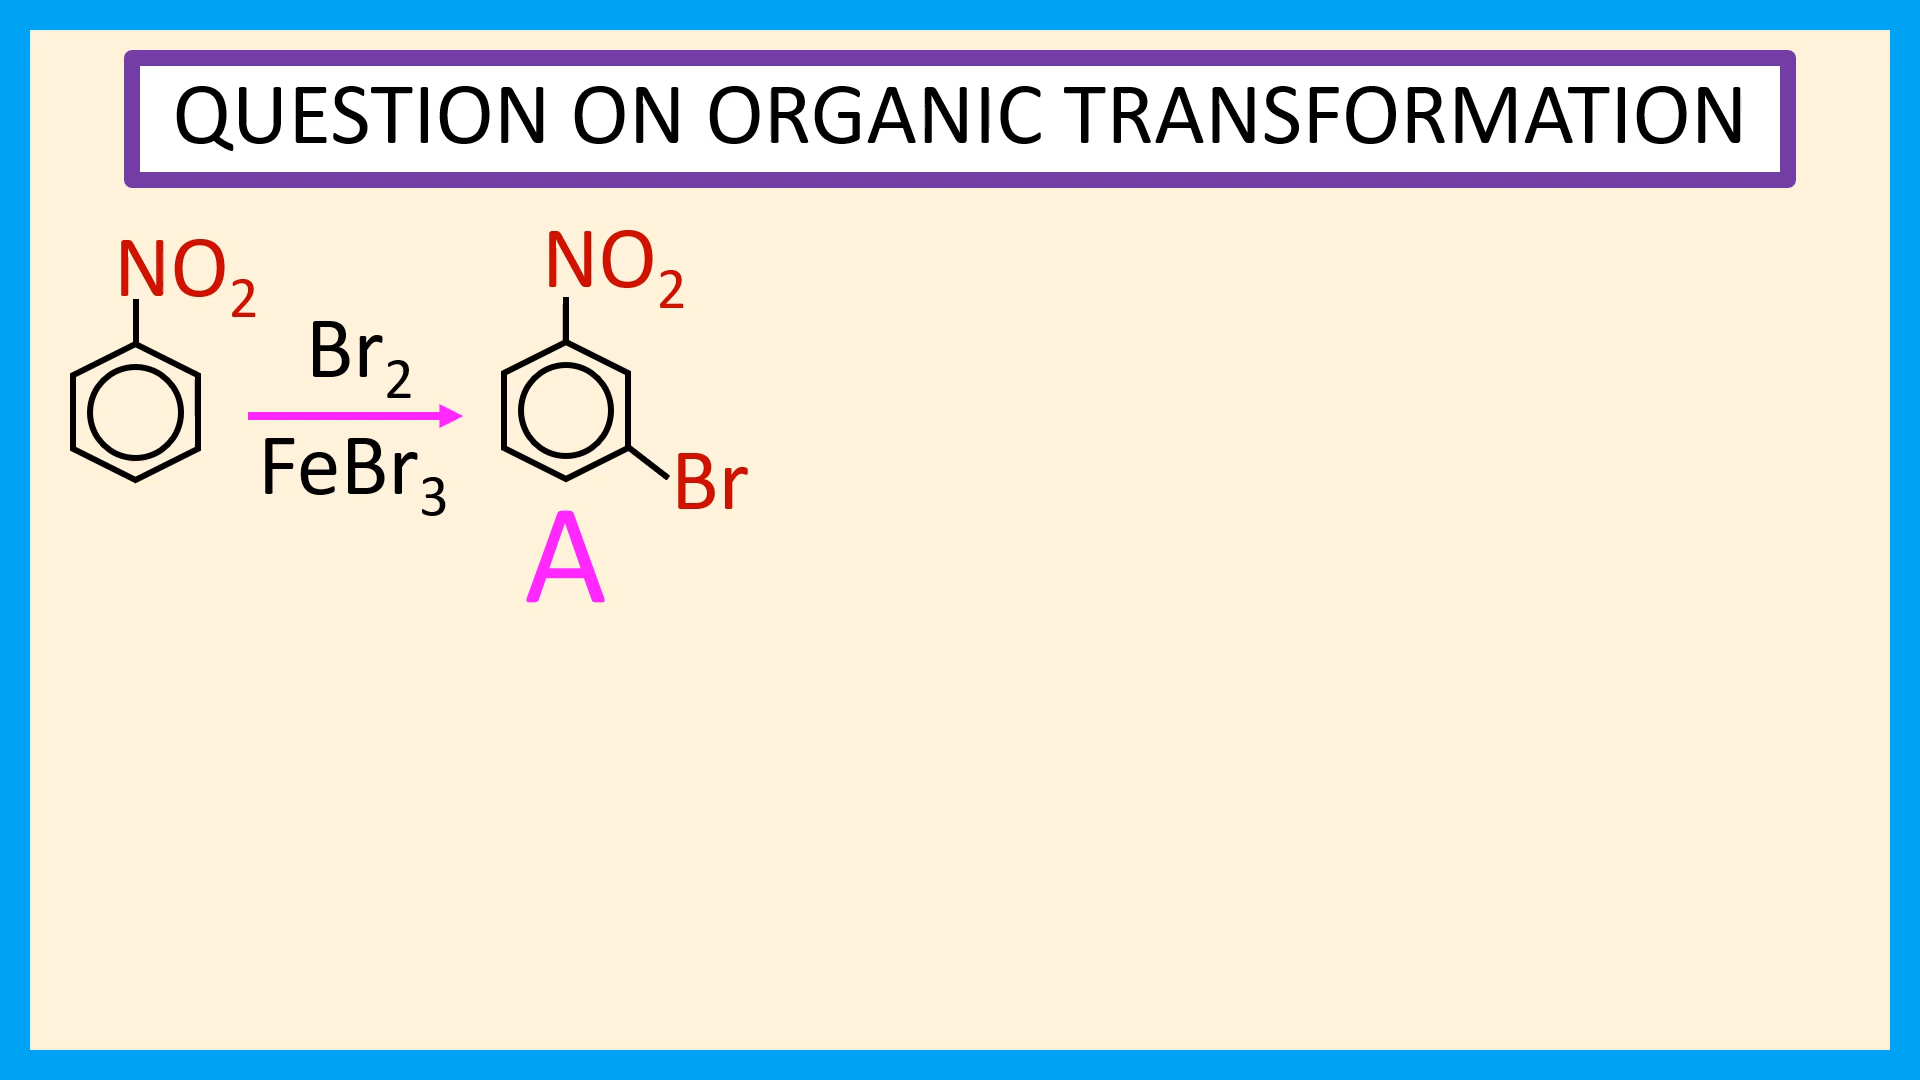 QUESTION ON ORGANIC TRANSFORMATION
NO₂
Br₂
FeBr₃
NO₂
Br
A